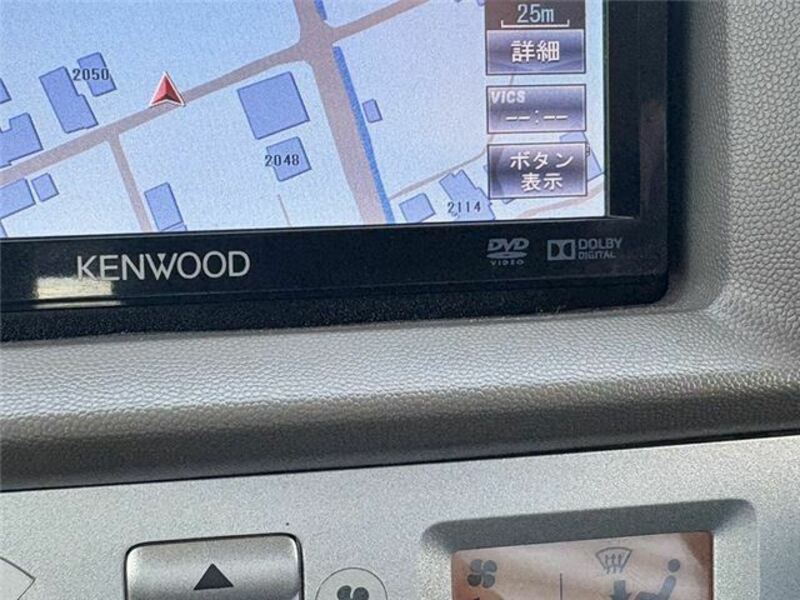 25m
詳細
2050
VICS
--:--
2048
ボタン
表示
2114
KENWOOD
DVD
VIDEO
DOLBY
DIGITAL